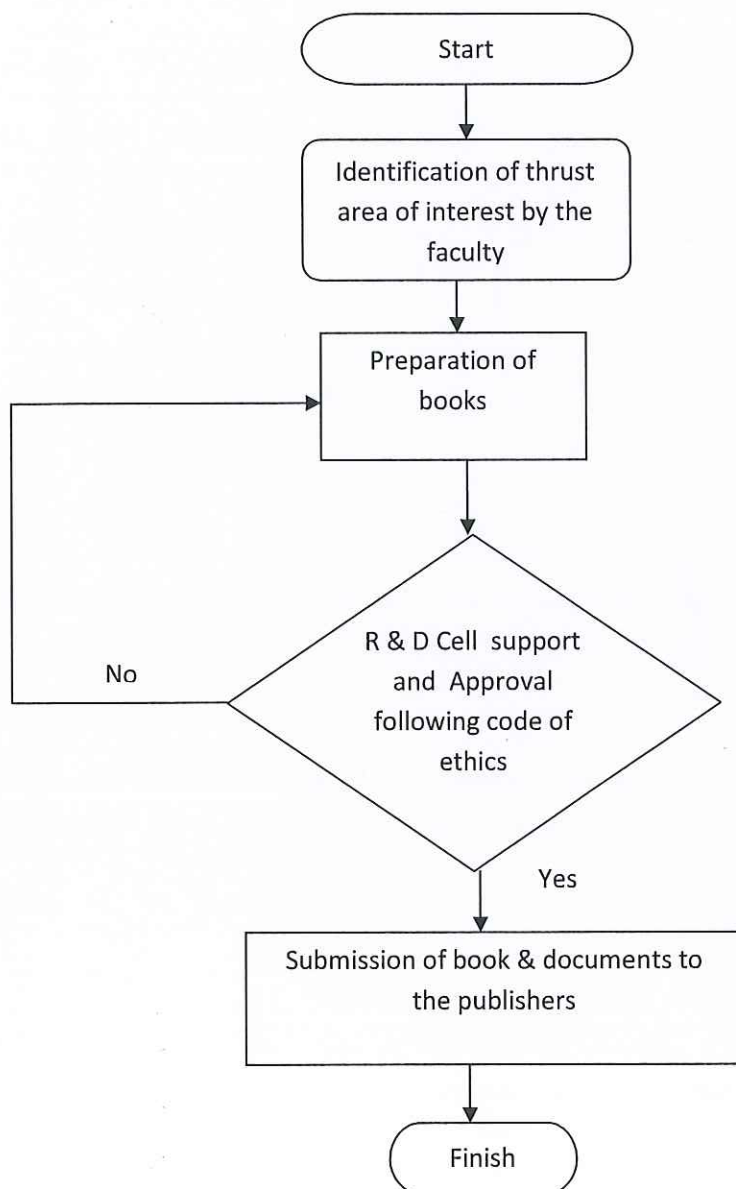 Start
Identification of thrust
area of interest by the
faculty
Preparation of
books
R & D Cell support
and Approval
following code of
ethics
No
Yes
Submission of book & documents to
the publishers
Finish